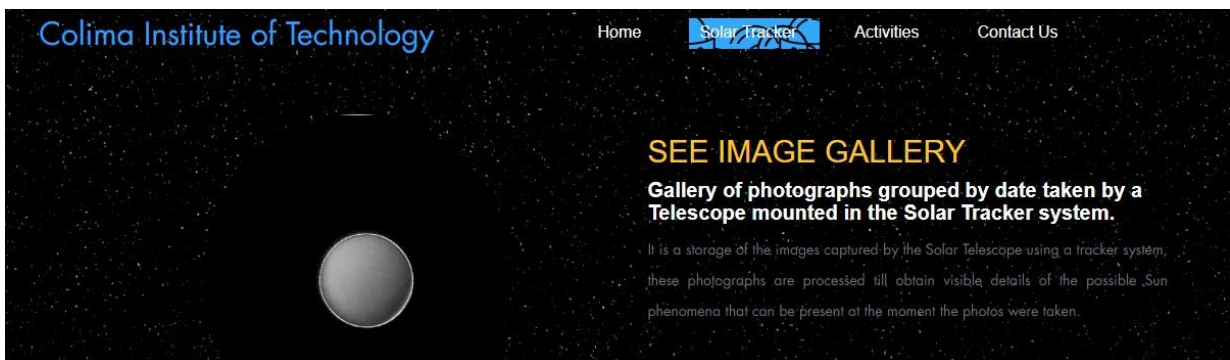 Colima Institute of Technology
Home Solar Tracker Activities Contact Us
SEE IMAGE GALLERY
Gallery of photographs grouped by date taken by a
Telescope mounted in the Solar Tracker system.
It is a storage of the images captured by the Solar Telescope using a tracker system,
these photographs are processed till obtain visible details of the possible Sun
phenomena that can be present at the moment the photos were taken.